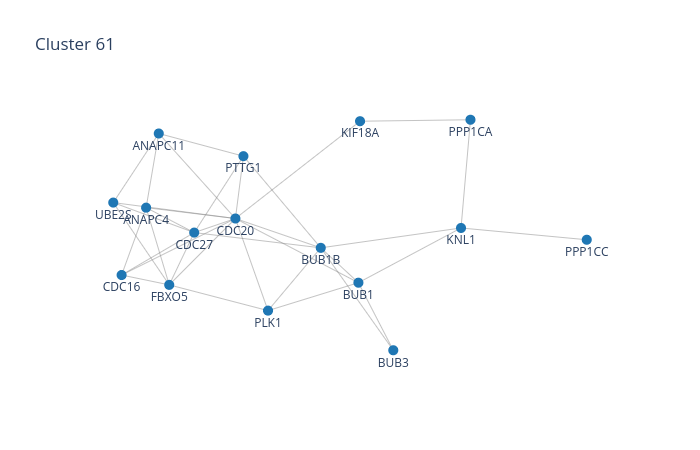 Cluster 61
KIF18A
PPP1CA
ANAPC11
PTTG1
UBE2S
ANAPC4
CDC20
CDC27
KNL1
PPP1CC
BUB1B
CDC16
FBXO5
BUB1
PLK1
BUB3